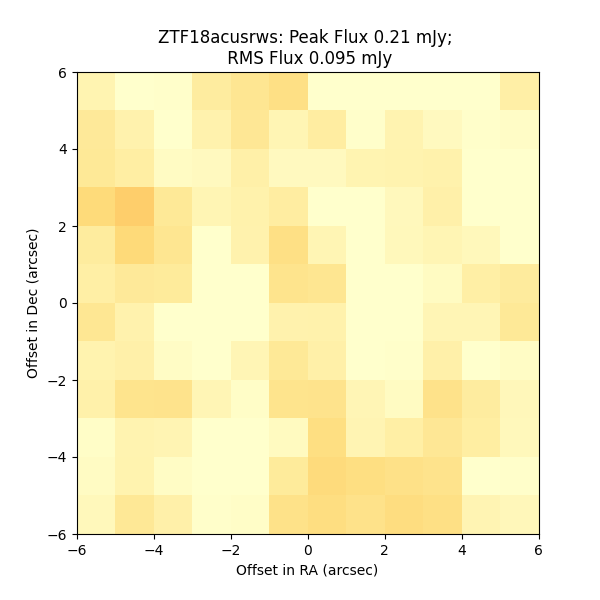 ZTF18acusrws: Peak Flux 0.21 mJy;
RMS Flux 0.095 mJy
6
4
2
0
−2
−4
−6
Offset in Dec (arcsec)
−6 −4 −2 0 2 4 6
Offset in RA (arcsec)